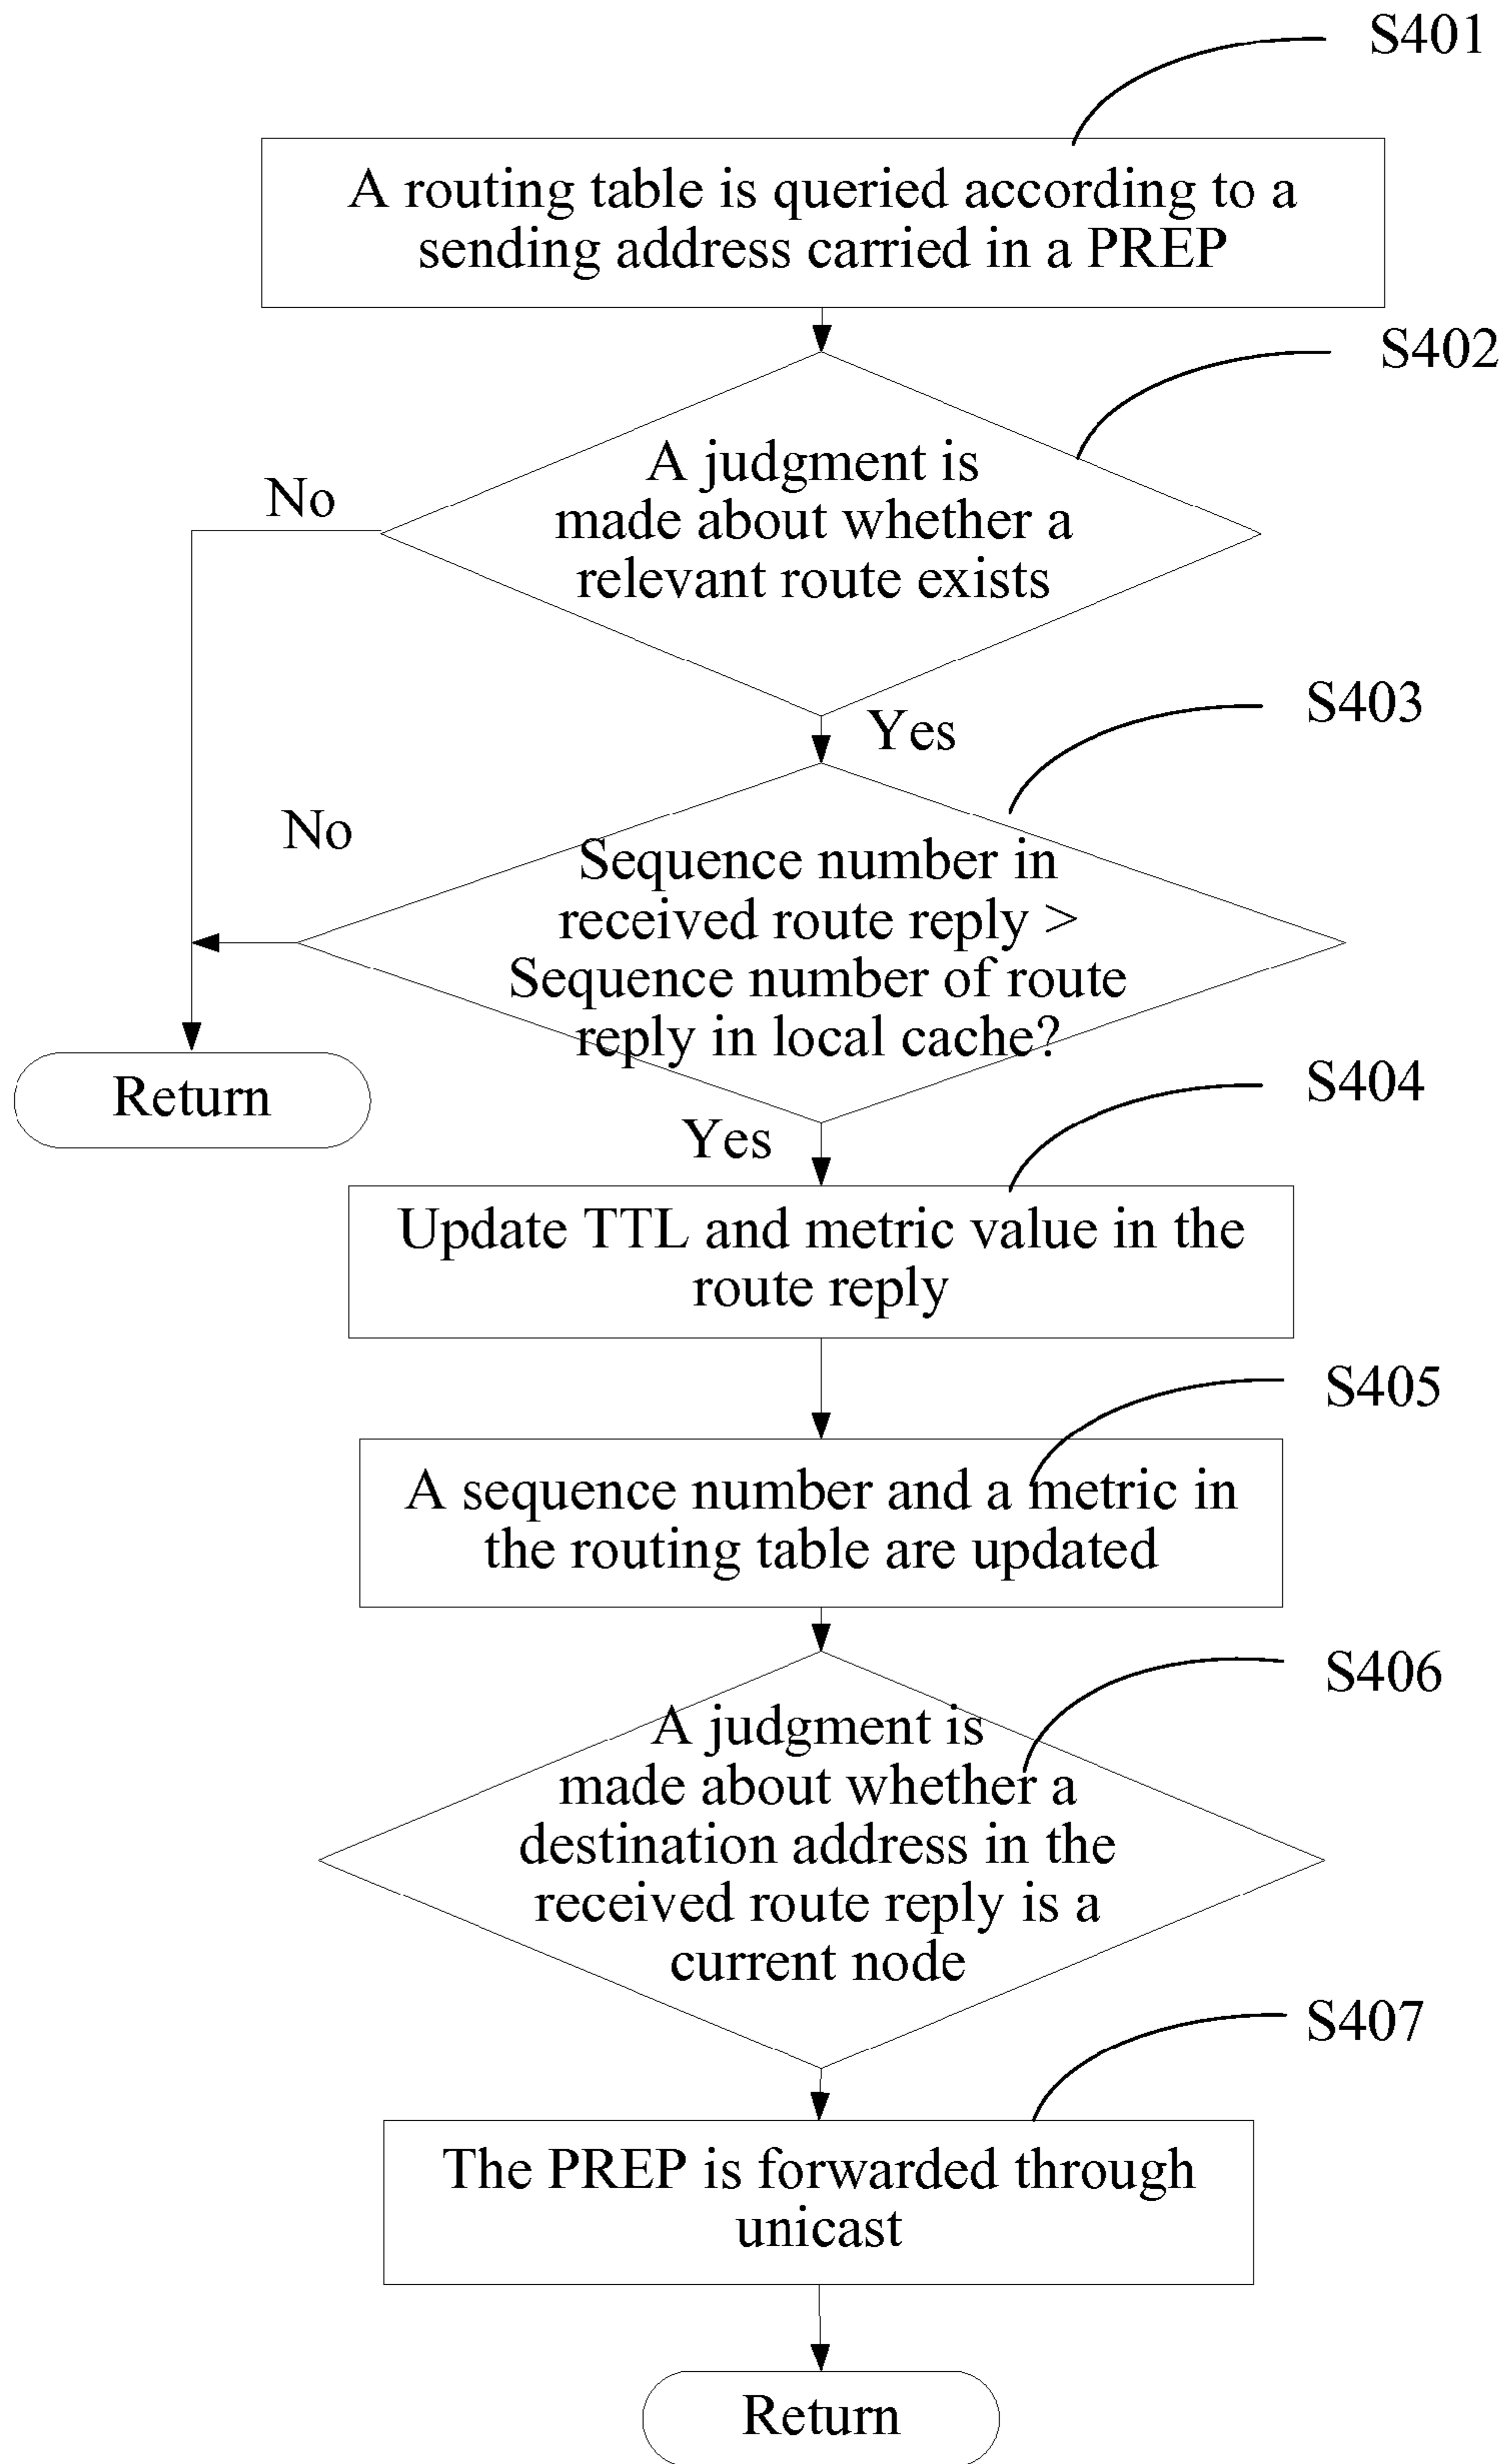 S401
A routing table is queried according to a
sending address carried in a PREP
S402
A judgment is
made about whether a
relevant route exists
No
Yes
S403
No
Sequence number in
received route reply >
Sequence number of route
reply in local cache?
Return
Yes
S404
Update TTL and metric value in the
route reply
S405
A sequence number and a metric in
the routing table are updated
S406
A judgment is
made about whether a
destination address in the
received route reply is a
current node
S407
The PREP is forwarded through
unicast
Return